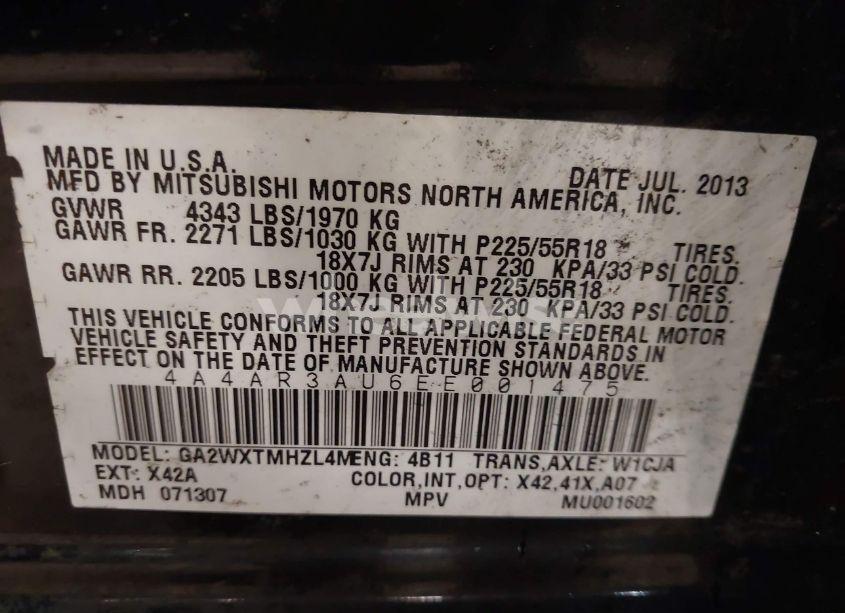 MADE IN U.S.A. DATE JUL. 2013
MFD BY MITSUBISHI MOTORS NORTH AMERICA, INC.
GVWR 4343 LBS/1970 KG
GAWR FR. 2271 LBS/1030 KG WITH P225/55R18 TIRES.
18X7J RIMS AT 230 KPA/33 PSI COLD.
GAWR RR. 2205 LBS/1000 KG WITH P225/55R18 TIRES.
18X7J RIMS AT 230 KPA/33 PSI COLD.
THIS VEHICLE CONFORMS TO ALL APPLICABLE FEDERAL MOTOR
VEHICLE SAFETY AND THEFT PREVENTION STANDARDS IN
EFFECT ON THE DATE OF MANUFACTURE SHOWN ABOVE.
4A4AR3AU6EE001475
MODEL: GA2WXTMHZL4MENG: 4B11 TRANS,AXLE: W1CJA
EXT: X42A COLOR,INT,OPT: X42,41X,A07
MDH 071307 MPV MU001602